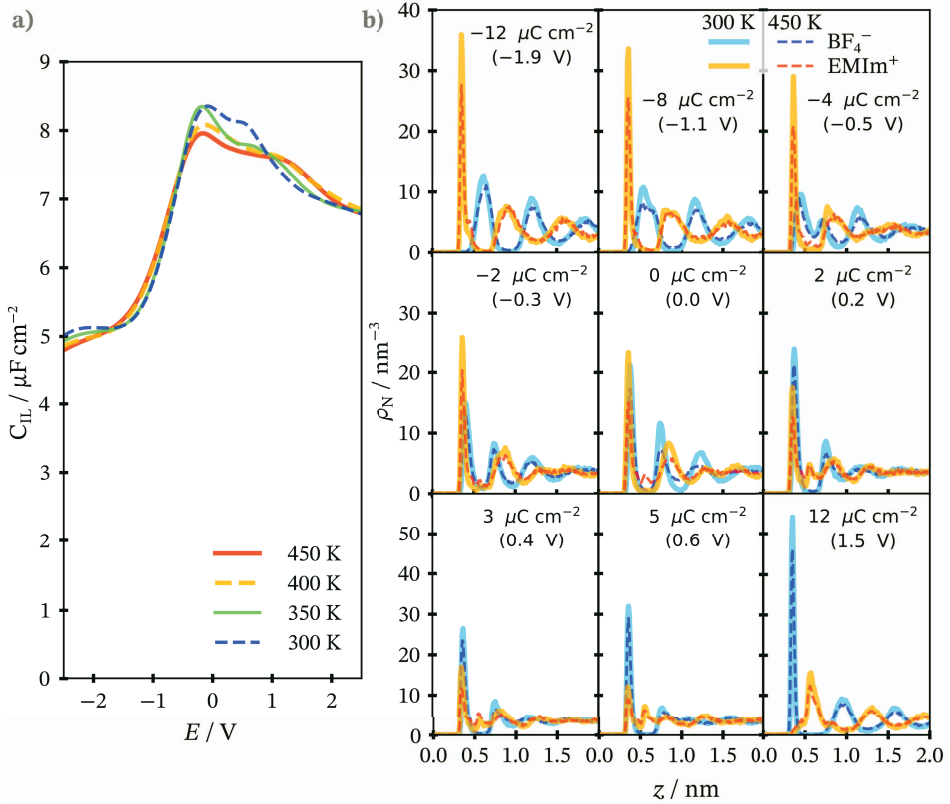 a)
9
8
7
6
5
4
3
2
1
0
C_IL / μF cm⁻²
450 K
400 K
350 K
300 K
−2 −1 0 1 2
E / V
b)
40
30
20
10
0
−12 μC cm⁻²
(−1.9 V)
−8 μC cm⁻²
(−1.1 V)
300 K 450 K
BF₄⁻
EMIm⁺
−4 μC cm⁻²
(−0.5 V)
30
20
10
0
ρ_N / nm⁻³
−2 μC cm⁻²
(−0.3 V)
0 μC cm⁻²
(0.0 V)
2 μC cm⁻²
(0.2 V)
50
40
30
20
10
0
3 μC cm⁻²
(0.4 V)
5 μC cm⁻²
(0.6 V)
12 μC cm⁻²
(1.5 V)
0.0 0.5 1.0 1.5 0.0 0.5 1.0 1.5 0.0 0.5 1.0 1.5 2.0
z / nm